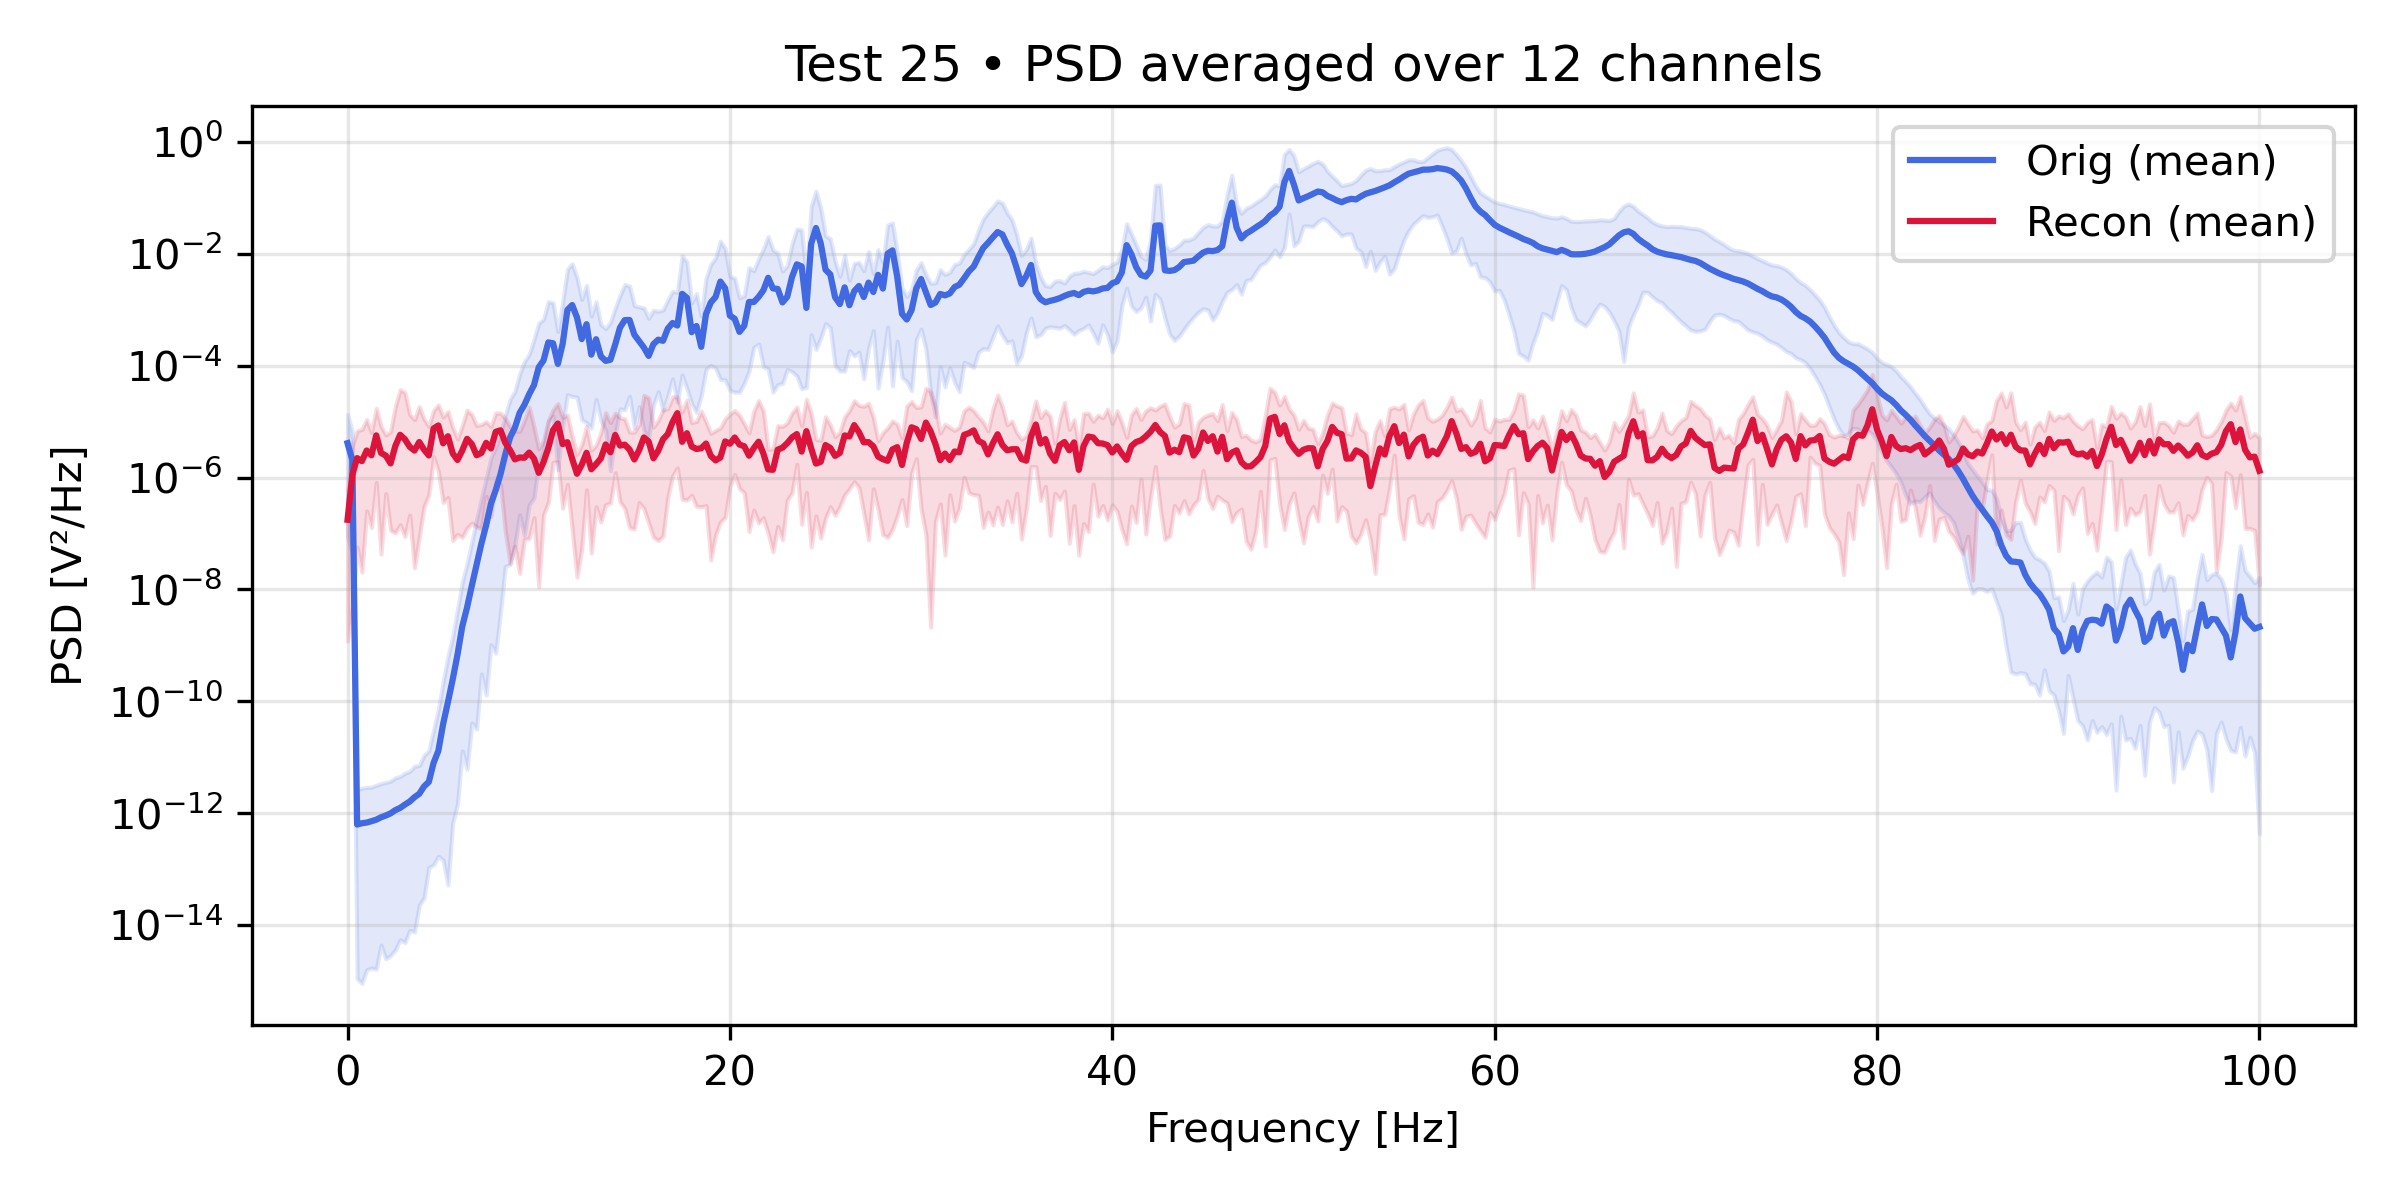 Test 25 • PSD averaged over 12 channels
Orig (mean)
Recon (mean)
PSD [V²/Hz]
10⁰
10⁻²
10⁻⁴
10⁻⁶
10⁻⁸
10⁻¹⁰
10⁻¹²
10⁻¹⁴
0 20 40 60 80 100
Frequency [Hz]